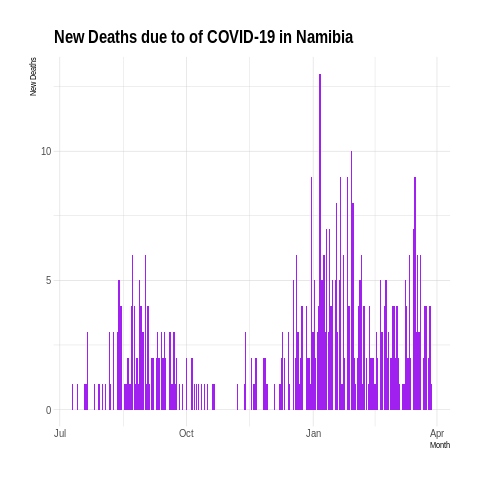 New Deaths due to of COVID-19 in Namibia
New Deaths
10
5
0
Jul
Oct
Jan
Apr
Month